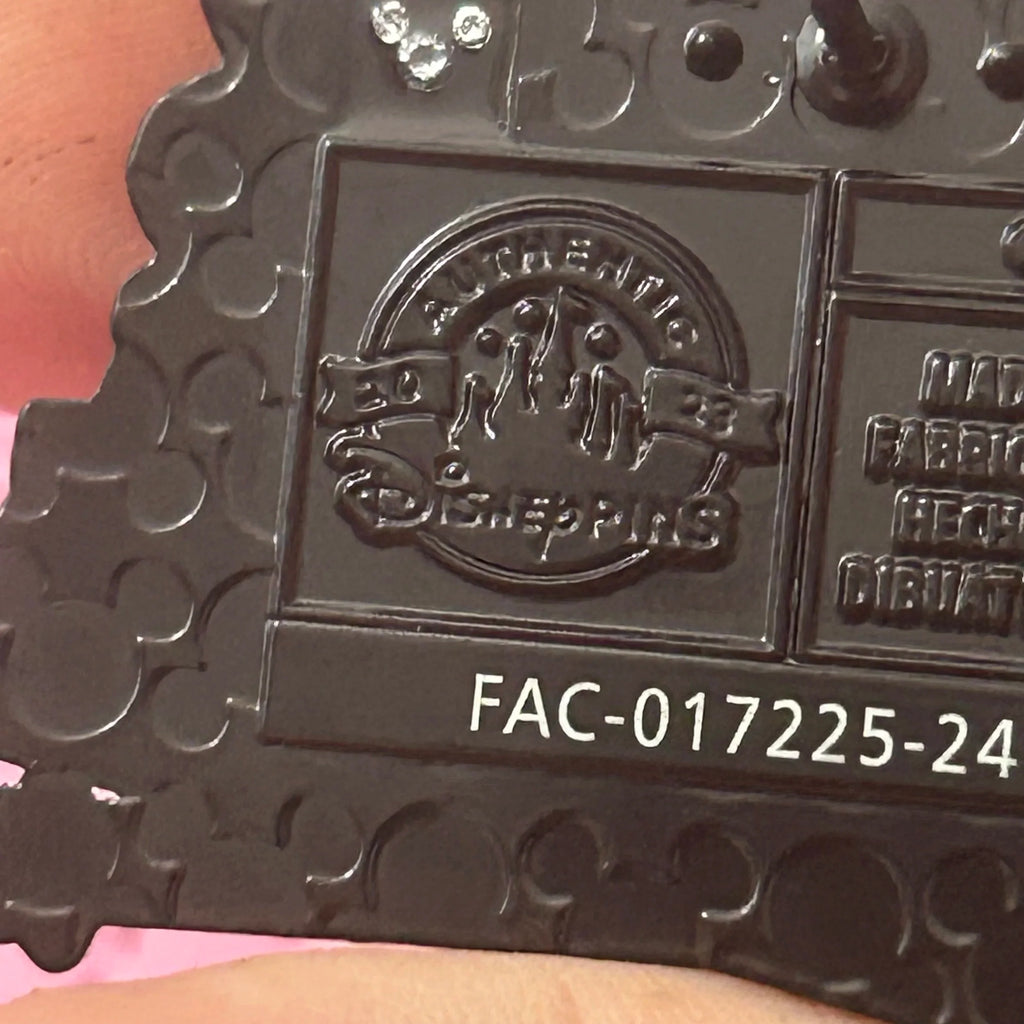 AUTHENTIC
20 23
Disney PINS
FAC-017225-24